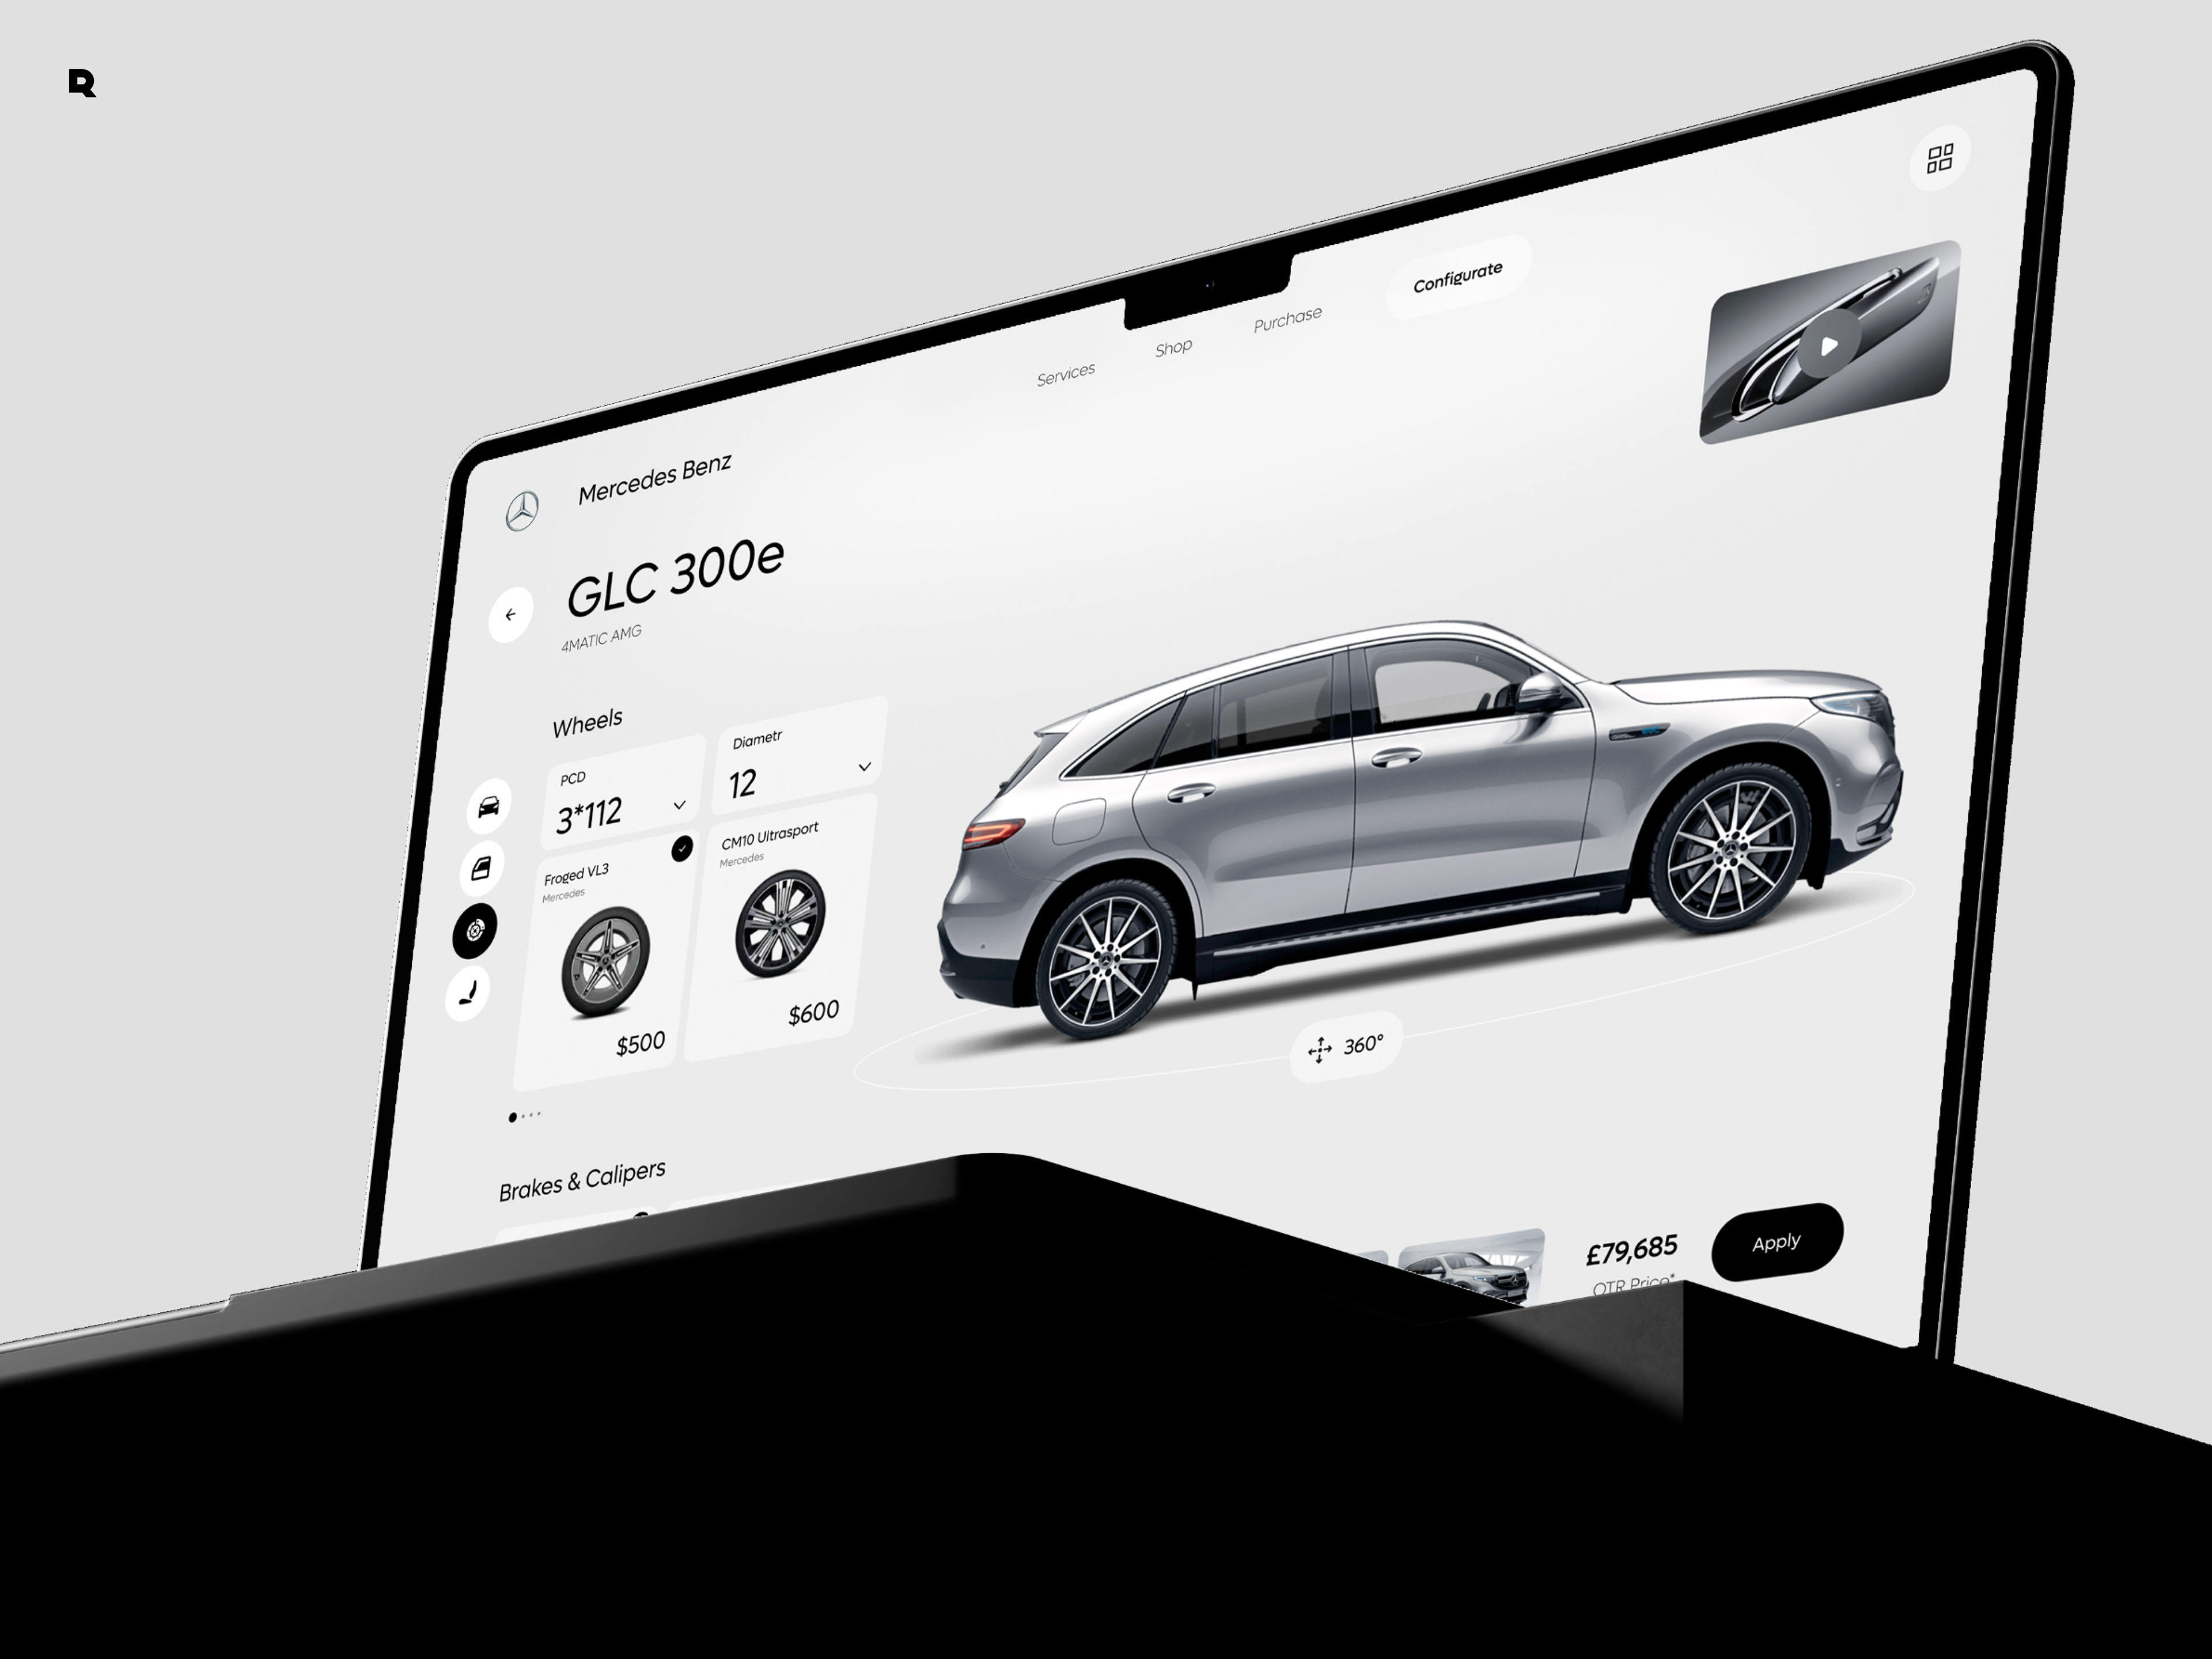 R
Configurate
Purchase
Shop
Services
Mercedes Benz
GLC 300e
4MATIC AMG
Wheels
PCD
3*112
Diametr
12
Froged VL3
Mercedes
$500
CM10 Ultrasport
Mercedes
$600
360°
Brakes & Calipers
£79,685
OTR Price*
Apply